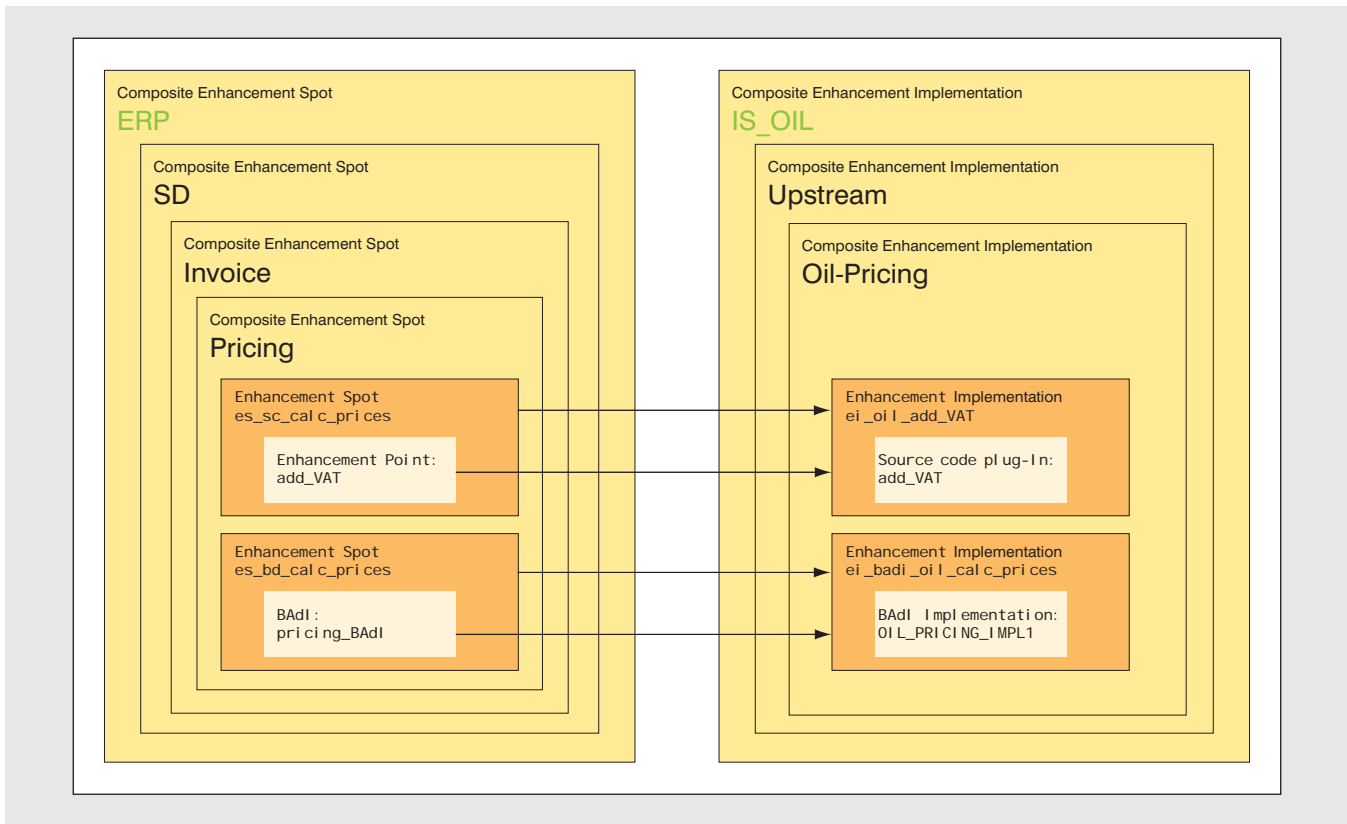 Composite Enhancement Spot
ERP
Composite Enhancement Spot
SD
Composite Enhancement Spot
Invoice
Composite Enhancement Spot
Pricing
Enhancement Spot
es_sc_calc_prices
Enhancement Point:
add_VAT
Enhancement Spot
es_bd_calc_prices
BAdI:
pricing_BAdI
Composite Enhancement Implementation
IS_OIL
Composite Enhancement Implementation
Upstream
Composite Enhancement Implementation
Oil-Pricing
Enhancement Implementation
ei_oil_add_VAT
Source code plug-In:
add_VAT
Enhancement Implementation
ei_badi_oil_calc_prices
BAdI Implementation:
OIL_PRICING_IMPL1